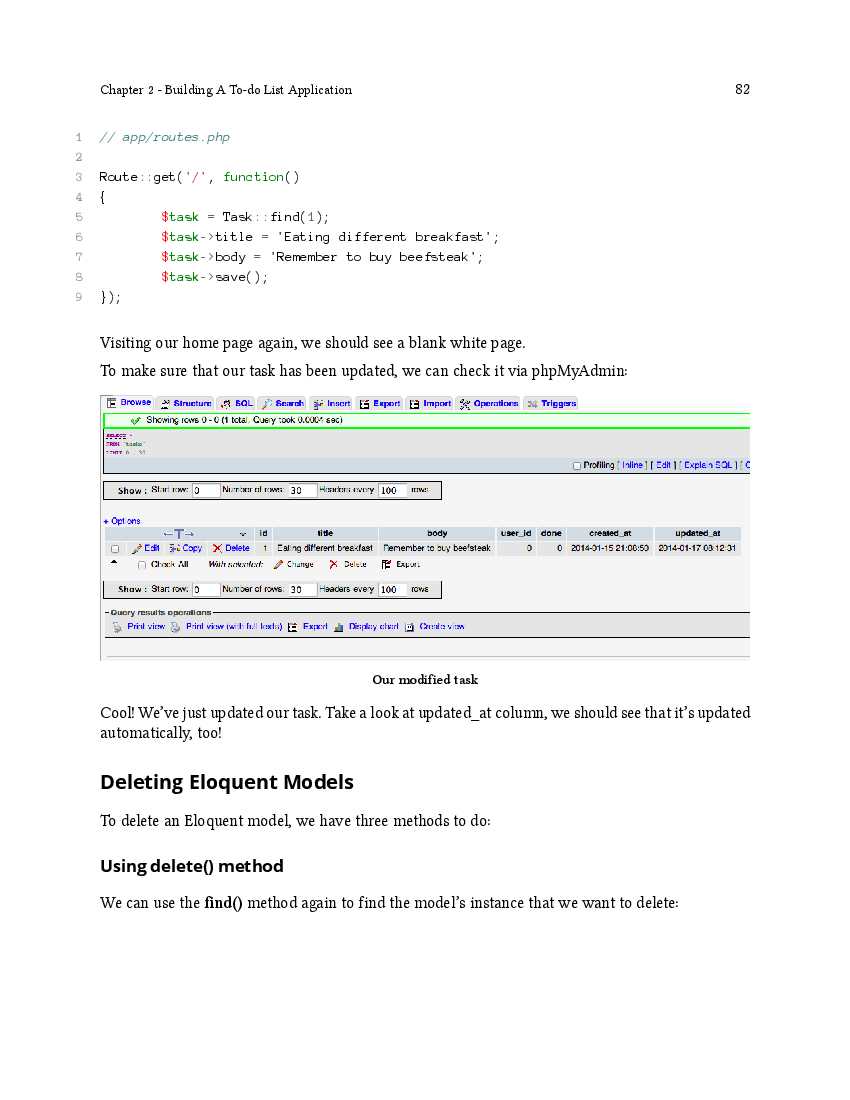 Chapter 2 - Building A To-do List Application 82
1 // app/routes.php
2
3 Route::get('/', function()
4 {
5 $task = Task::find(1);
6 $task->title = 'Eating different breakfast';
7 $task->body = 'Remember to buy beefsteak';
8 $task->save();
9 });
Visiting our home page again, we should see a blank white page.
To make sure that our task has been updated, we can check it via phpMyAdmin:
Browse Structure SQL Search Insert Export Import Operations Triggers
Showing rows 0 - 0 (1 total, Query took 0.0004 sec)
SELECT *
FROM `tasks`
LIMIT 0 , 30
Profiling [ Inline ] [ Edit ] [ Explain SQL ] [ C
Show : Start row: 0 Number of rows: 30 Headers every 100 rows
+ Options
←T→ id title body user_id done created_at updated_at
Edit Copy Delete 1 Eating different breakfast Remember to buy beefsteak 0 0 2014-01-15 21:08:50 2014-01-17 08:12:31
Check All With selected: Change Delete Export
Show : Start row: 0 Number of rows: 30 Headers every 100 rows
Query results operations
Print view Print view (with full texts) Export Display chart Create view
Our modified task
Cool! We’ve just updated our task. Take a look at updated_at column, we should see that it’s updated
automatically, too!
Deleting Eloquent Models
To delete an Eloquent model, we have three methods to do:
Using delete() method
We can use the find() method again to find the model’s instance that we want to delete: